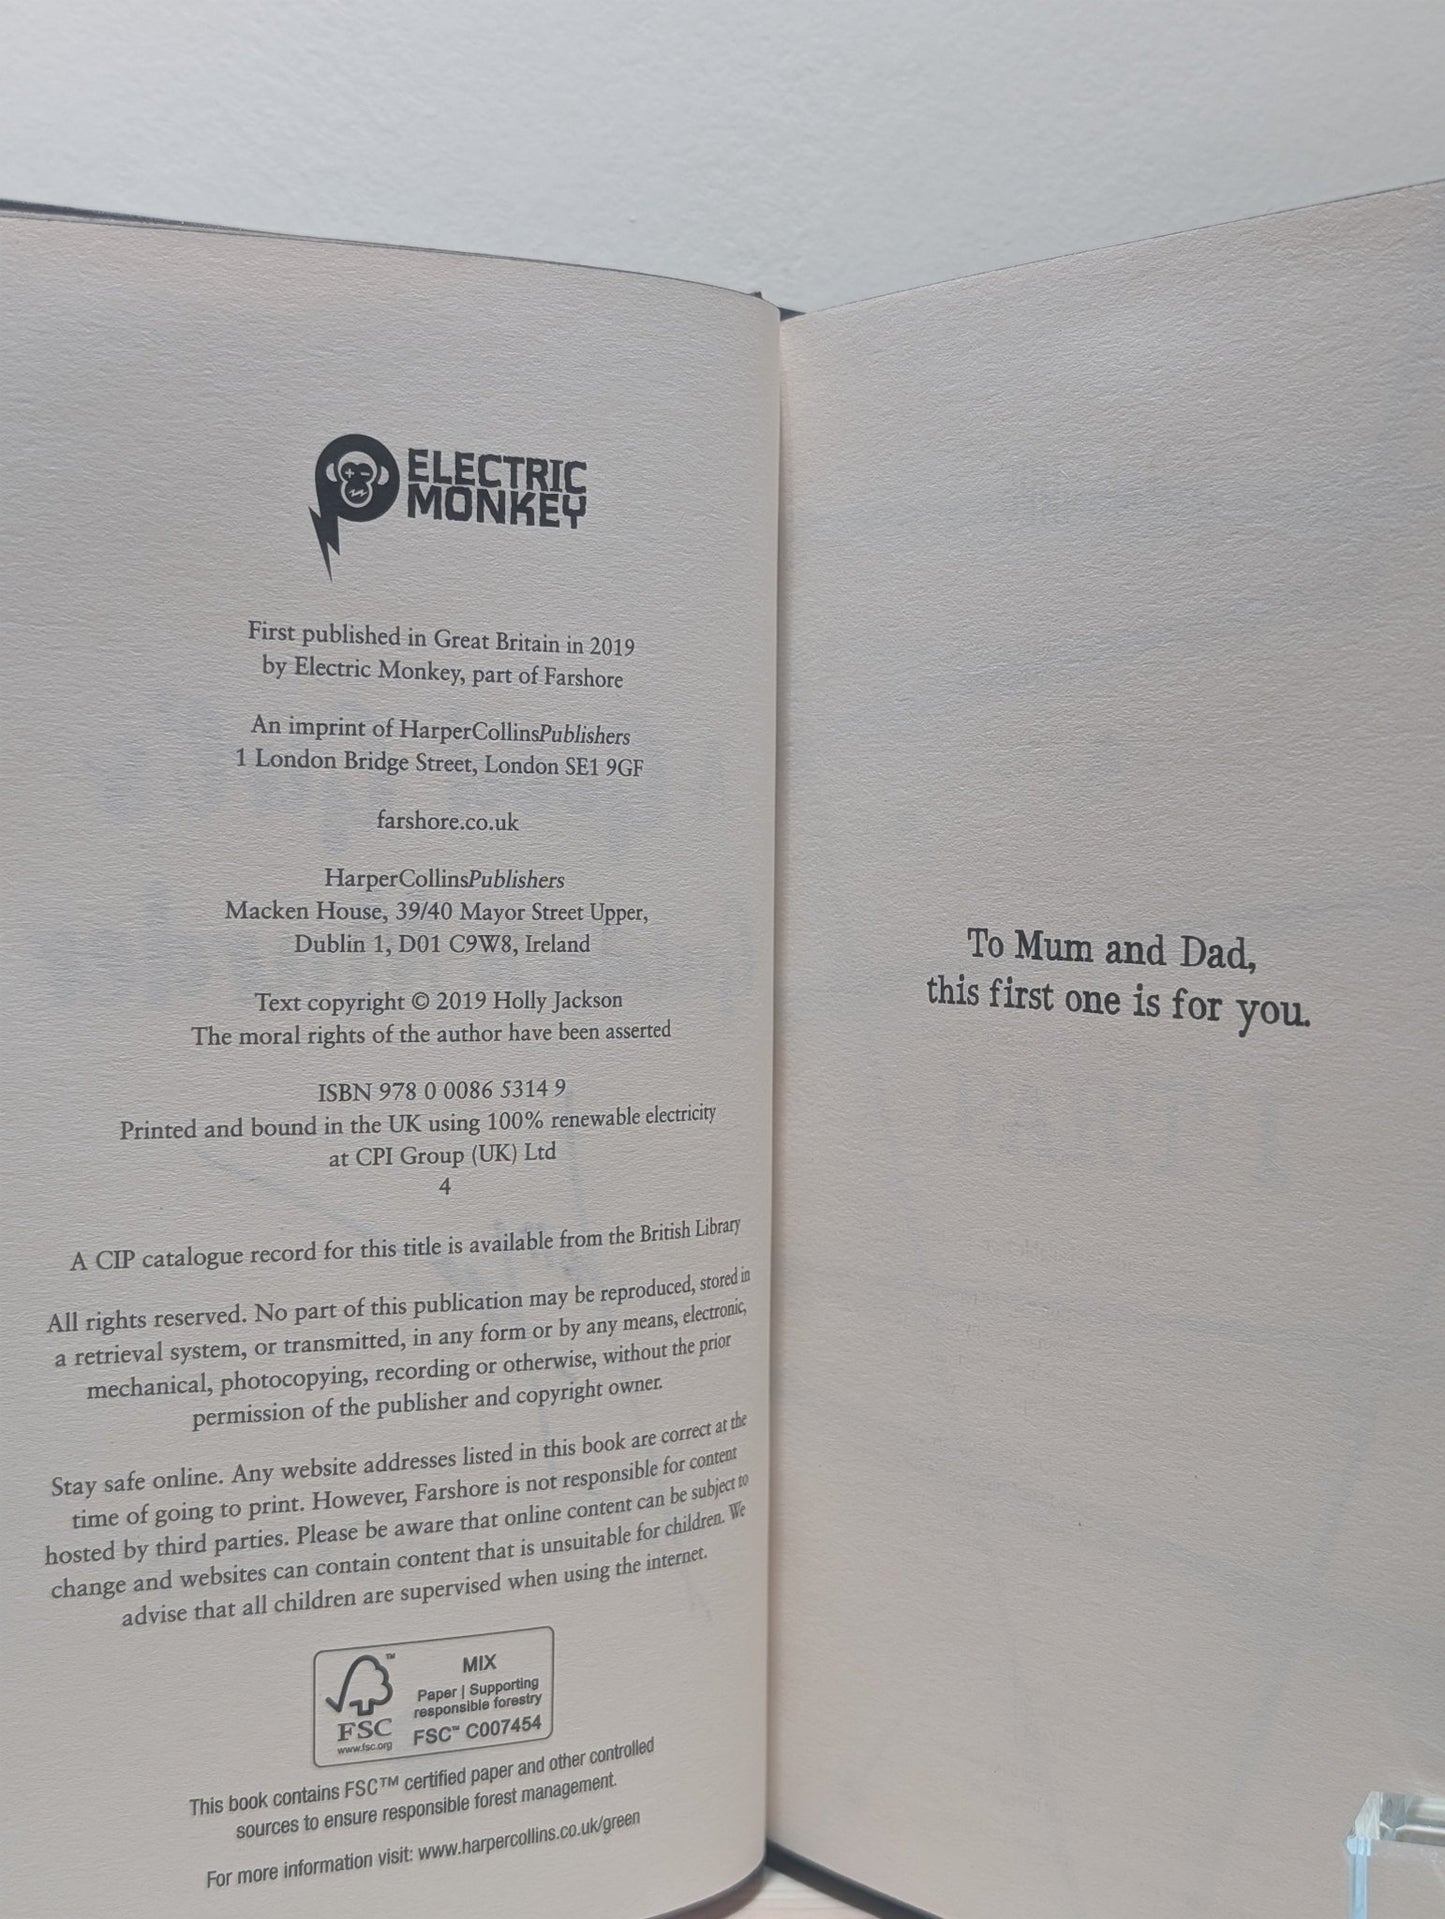 ELECTRIC
MONKEY
First published in Great Britain in 2019
by Electric Monkey, part of Farshore
An imprint of HarperCollinsPublishers
1 London Bridge Street, London SE1 9GF
farshore.co.uk
HarperCollinsPublishers
Macken House, 39/40 Mayor Street Upper,
Dublin 1, D01 C9W8, Ireland
Text copyright © 2019 Holly Jackson
The moral rights of the author have been asserted
ISBN 978 0 0086 5314 9
Printed and bound in the UK using 100% renewable electricity
at CPI Group (UK) Ltd
4
A CIP catalogue record for this title is available from the British Library
All rights reserved. No part of this publication may be reproduced, stored in
a retrieval system, or transmitted, in any form or by any means, electronic,
mechanical, photocopying, recording or otherwise, without the prior
permission of the publisher and copyright owner.
Stay safe online. Any website addresses listed in this book are correct at the
time of going to print. However, Farshore is not responsible for content
hosted by third parties. Please be aware that online content can be subject to
change and websites can contain content that is unsuitable for children. We
advise that all children are supervised when using the internet.
™
FSC
www.fsc.org
MIX
Paper | Supporting
responsible forestry
FSC™ C007454
This book contains FSC™ certified paper and other controlled
sources to ensure responsible forest management.
For more information visit: www.harpercollins.co.uk/green
To Mum and Dad,
this first one is for you.